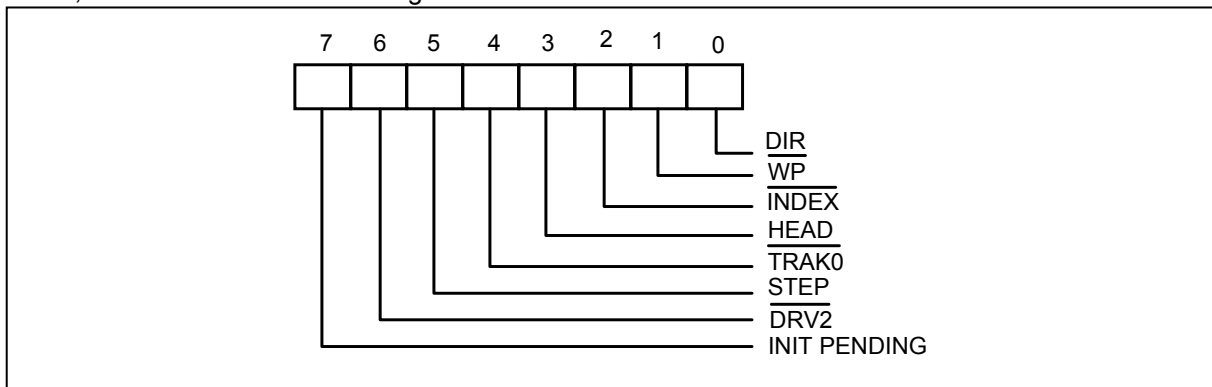 7 6 5 4 3 2 1 0
DIR
WP
INDEX
HEAD
TRAK0
STEP
DRV2
INIT PENDING